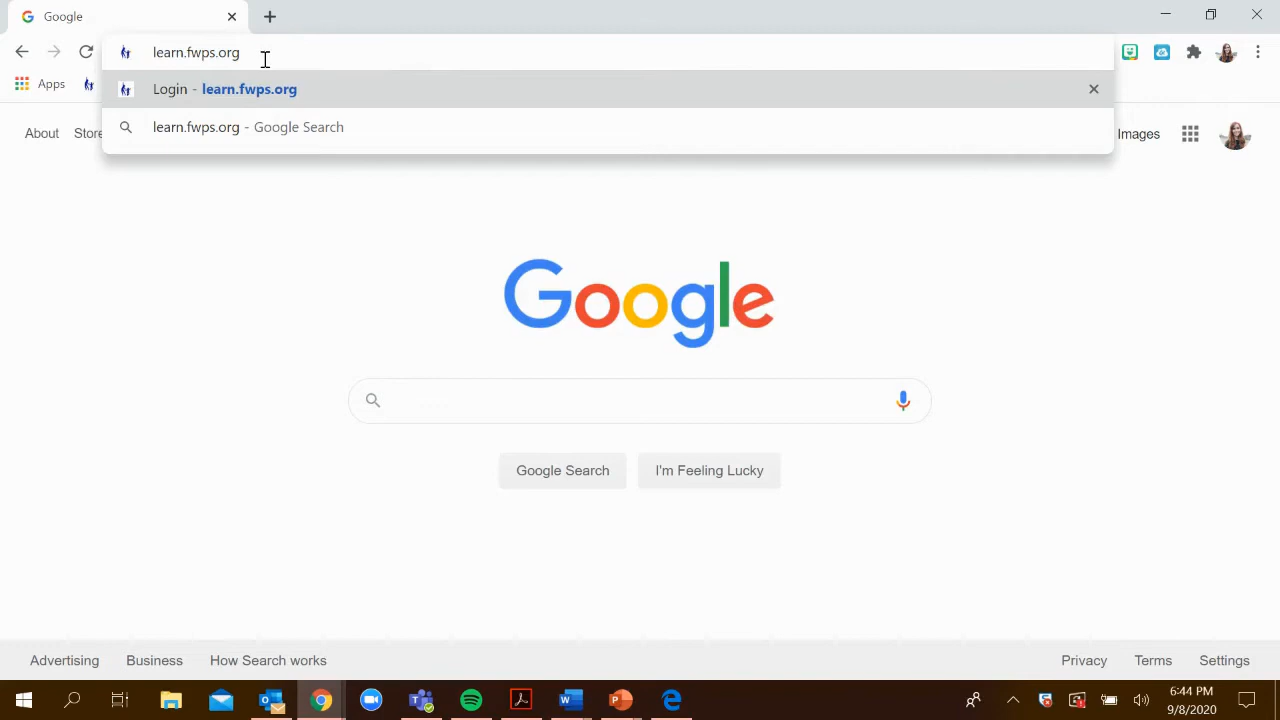 Google
learn.fwps.org
Login - learn.fwps.org
Apps
learn.fwps.org - Google Search
About
Store
Images
Google
Google Search
I'm Feeling Lucky
Advertising
Business
How Search works
Privacy
Terms
Settings
6:44 PM
9/8/2020